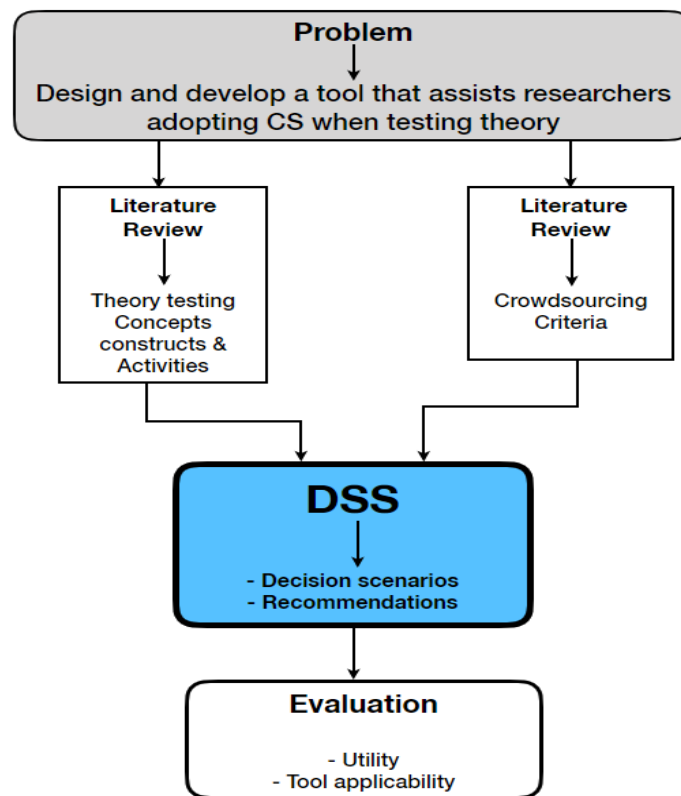 Problem
Design and develop a tool that assists researchers
adopting CS when testing theory
Literature
Review
Theory testing
Concepts
constructs &
Activities
Literature
Review
Crowdsourcing
Criteria
DSS
- Decision scenarios
- Recommendations
Evaluation
- Utility
- Tool applicability